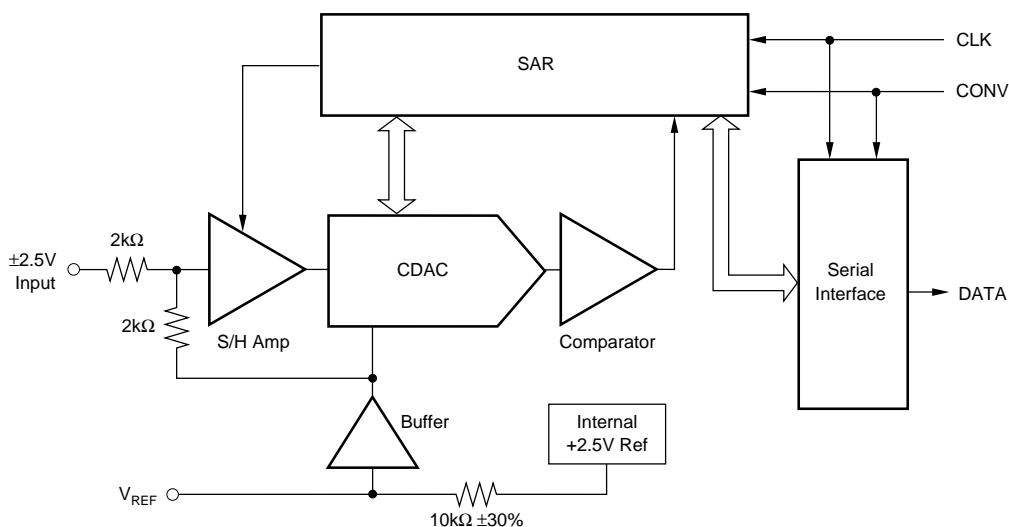 CLK
SAR
CONV
±2.5V
Input
2kΩ
2kΩ
S/H Amp
CDAC
Comparator
Serial
Interface
DATA
Buffer
Internal
+2.5V Ref
VREF
10kΩ ±30%